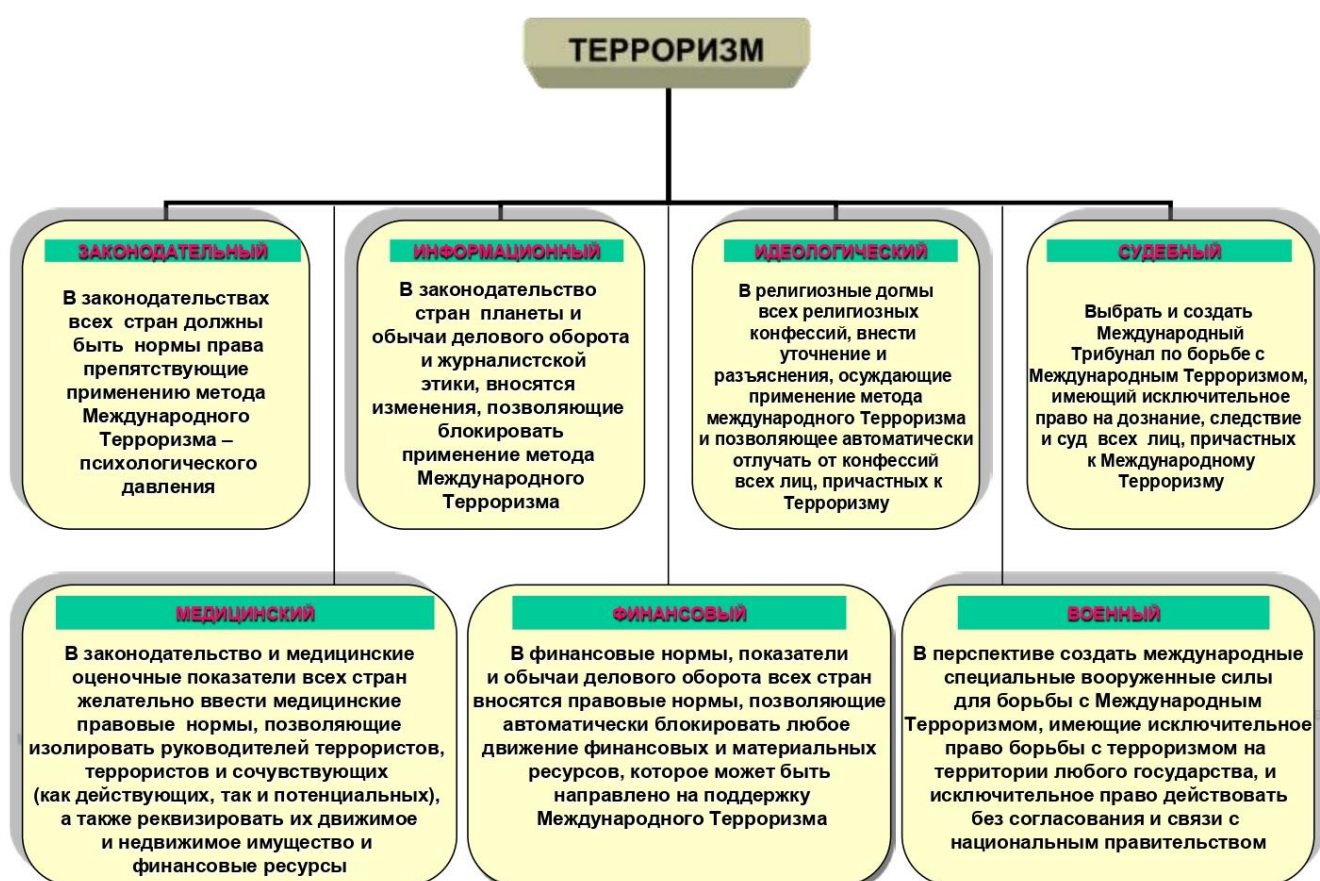 ТЕРРОРИЗМ
ЗАКОНОДАТЕЛЬНЫЙ
В законодательствах
всех стран должны
быть нормы права
препятствующие
применению метода
Международного
Терроризма –
психологического
давления
ИНФОРМАЦИОННЫЙ
В законодательство
стран планеты и
обычаи делового оборота
и журналистской
этики, вносятся
изменения, позволяющие
блокировать
применение метода
Международного
Терроризма
ИДЕОЛОГИЧЕСКИЙ
В религиозные догмы
всех религиозных
конфессий, внести
уточнение и
разъяснения, осуждающие
применение метода
международного Терроризма
и позволяющее автоматически
отлучать от конфессий
всех лиц, причастных к
Терроризму
СУДЕБНЫЙ
Выбрать и создать
Международный
Трибунал по борьбе с
Международным Терроризмом,
имеющий исключительное
право на дознание, следствие
и суд всех лиц, причастных
к Международному
Терроризму
МЕДИЦИНСКИЙ
В законодательство и медицинские
оценочные показатели всех стран
желательно ввести медицинские
правовые нормы, позволяющие
изолировать руководителей террористов,
террористов и сочувствующих
(как действующих, так и потенциальных),
а также реквизировать их движимое
и недвижимое имущество и
финансовые ресурсы
ФИНАНСОВЫЙ
В финансовые нормы, показатели
и обычаи делового оборота всех стран
вносятся правовые нормы, позволяющие
автоматически блокировать любое
движение финансовых и материальных
ресурсов, которое может быть
направлено на поддержку
Международного Терроризма
ВОЕННЫЙ
В перспективе создать международные
специальные вооруженные силы
для борьбы с Международным
Терроризмом, имеющие исключительное
право борьбы с терроризмом на
территории любого государства, и
исключительное право действовать
без согласования и связи с
национальным правительством